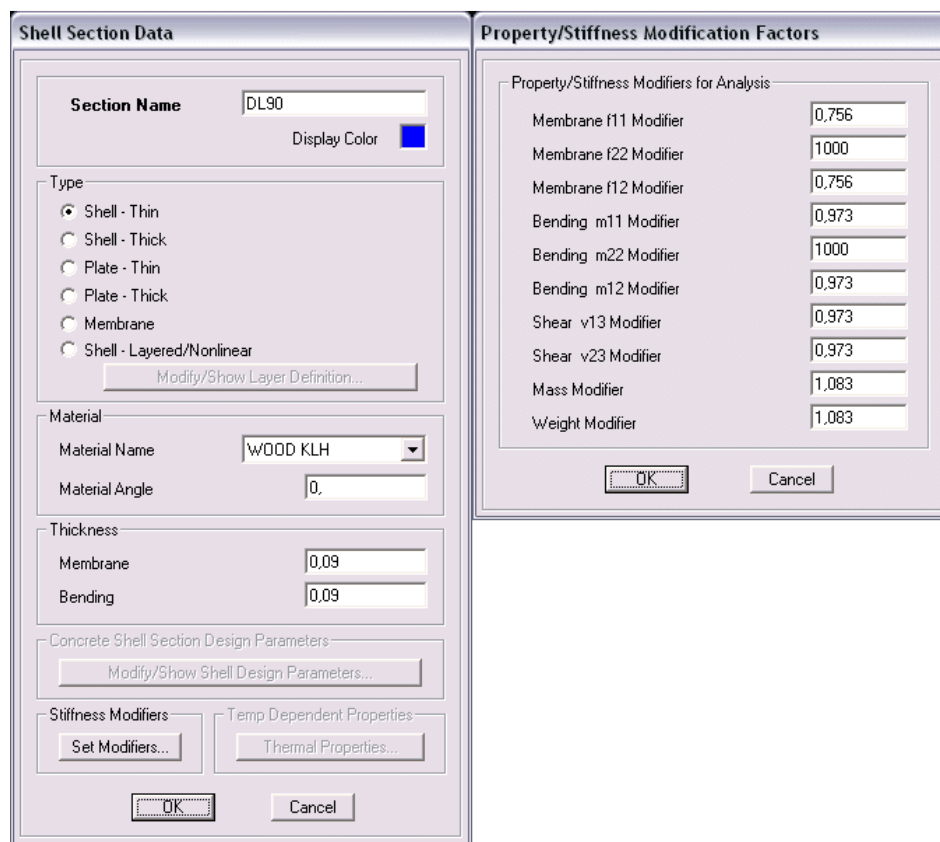 Shell Section Data
Section Name DL90
Display Color
Type
Shell - Thin
Shell - Thick
Plate - Thin
Plate - Thick
Membrane
Shell - Layered/Nonlinear
Modify/Show Layer Definition...
Material
Material Name WOOD KLH
Material Angle 0,
Thickness
Membrane 0,09
Bending 0,09
Concrete Shell Section Design Parameters
Modify/Show Shell Design Parameters...
Stiffness Modifiers
Set Modifiers...
Temp Dependent Properties
Thermal Properties...
OK Cancel
Property/Stiffness Modification Factors
Property/Stiffness Modifiers for Analysis
Membrane f11 Modifier 0,756
Membrane f22 Modifier 1000
Membrane f12 Modifier 0,756
Bending m11 Modifier 0,973
Bending m22 Modifier 1000
Bending m12 Modifier 0,973
Shear v13 Modifier 0,973
Shear v23 Modifier 0,973
Mass Modifier 1,083
Weight Modifier 1,083
OK Cancel